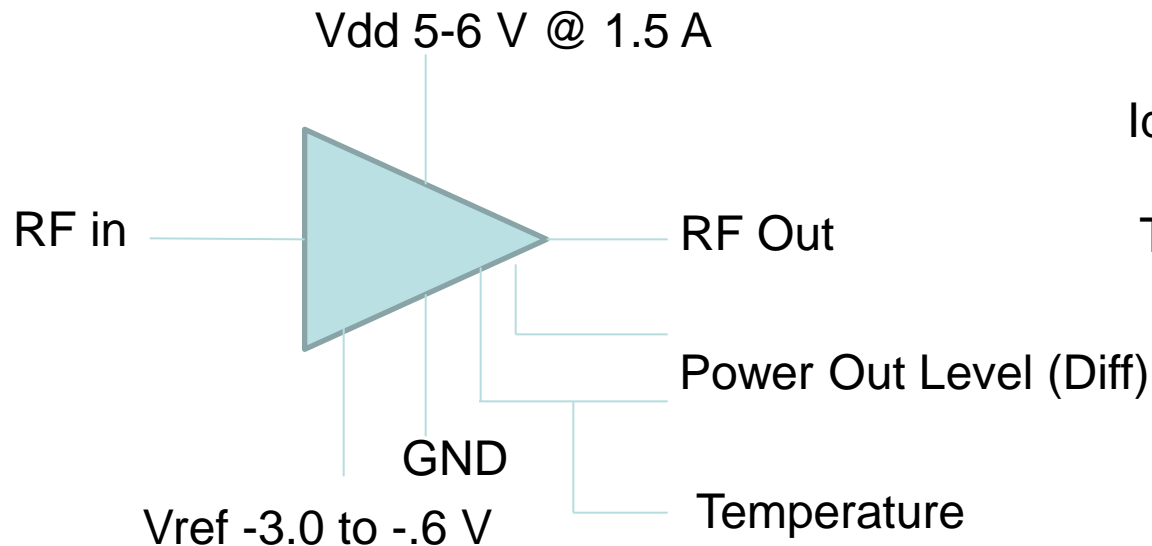 Vdd 5-6 V @ 1.5 A
RF in
RF Out
Power Out Level (Diff)
GND
Vref -3.0 to -.6 V
Temperature